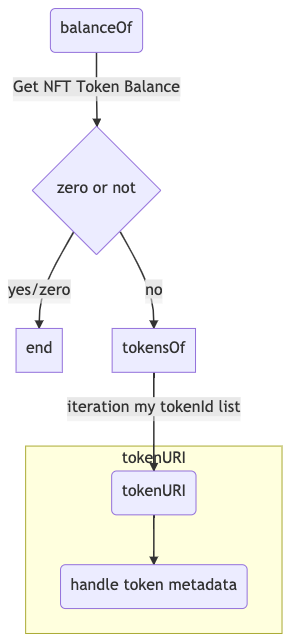 balanceOf
Get NFT Token Balance
zero or not
yes/zero
no
end
tokensOf
iteration my tokenId list
tokenURI
tokenURI
handle token metadata